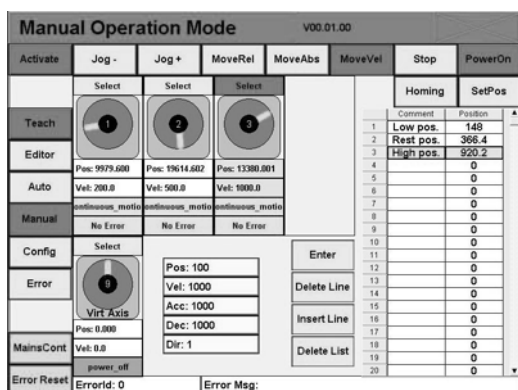 Manual Operation Mode V00.01.00
Activate Jog - Jog + MoveRel MoveAbs MoveVel Stop PowerOn
Homing SetPos
Select Select Select
1 2 3
Pos: 9979.600 Pos: 19614.602 Pos: 13380.001
Vel: 200.0 Vel: 500.0 Vel: 1000.0
ontinuous_motio ontinuous_motio ontinuous_motio
No Error No Error No Error
Teach
Editor
Auto
Manual
Config
Error
MainsCont
Error Reset
Select
9
Virt Axis
Pos: 0.000
Vel: 0.0
power_off
Pos: 100
Vel: 1000
Acc: 1000
Dec: 1000
Dir: 1
Enter
Delete Line
Insert Line
Delete List
Comment Position
1 Low pos. 148
2 Rest pos. 366.4
3 High pos. 920.2
4 0
5 0
6 0
7 0
8 0
9 0
10 0
11 0
12 0
13 0
14 0
15 0
16 0
17 0
18 0
19 0
20 0
ErrorId: 0 Error Msg: